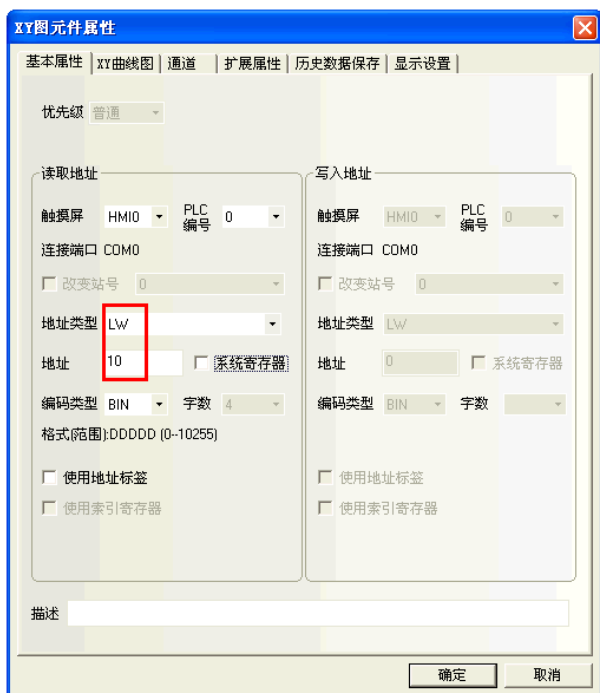 XY图元件属性
基本属性 XY曲线图 通道 扩展属性 历史数据保存 显示设置
优先级 普通
读取地址
触摸屏 HMI0 PLC编号 0
连接端口 COM0
改变站号 0
地址类型 LW
地址 10 系统寄存器
编码类型 BIN 字数 4
格式(范围):DDDDD (0--10255)
使用地址标签
使用索引寄存器
写入地址
触摸屏 HMI0 PLC编号 0
连接端口 COM0
改变站号 0
地址类型 LW
地址 0 系统寄存器
编码类型 BIN 字数
使用地址标签
使用索引寄存器
描述
确定 取消